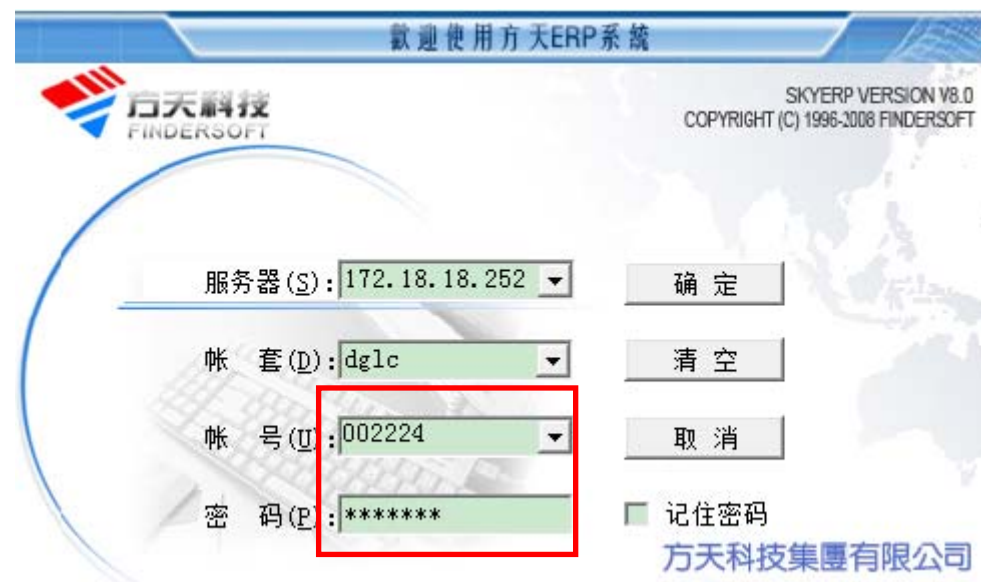 歡迎使用方天ERP系統
方天科技
FINDERSOFT
SKYERP VERSION V8.0
COPYRIGHT (C) 1996-2008 FINDERSOFT
服务器(S): 172.18.18.252 确 定
帐 套(D): dglc 清 空
帐 号(U): 002224 取 消
密 码(P): ******* 记住密码
方天科技集團有限公司